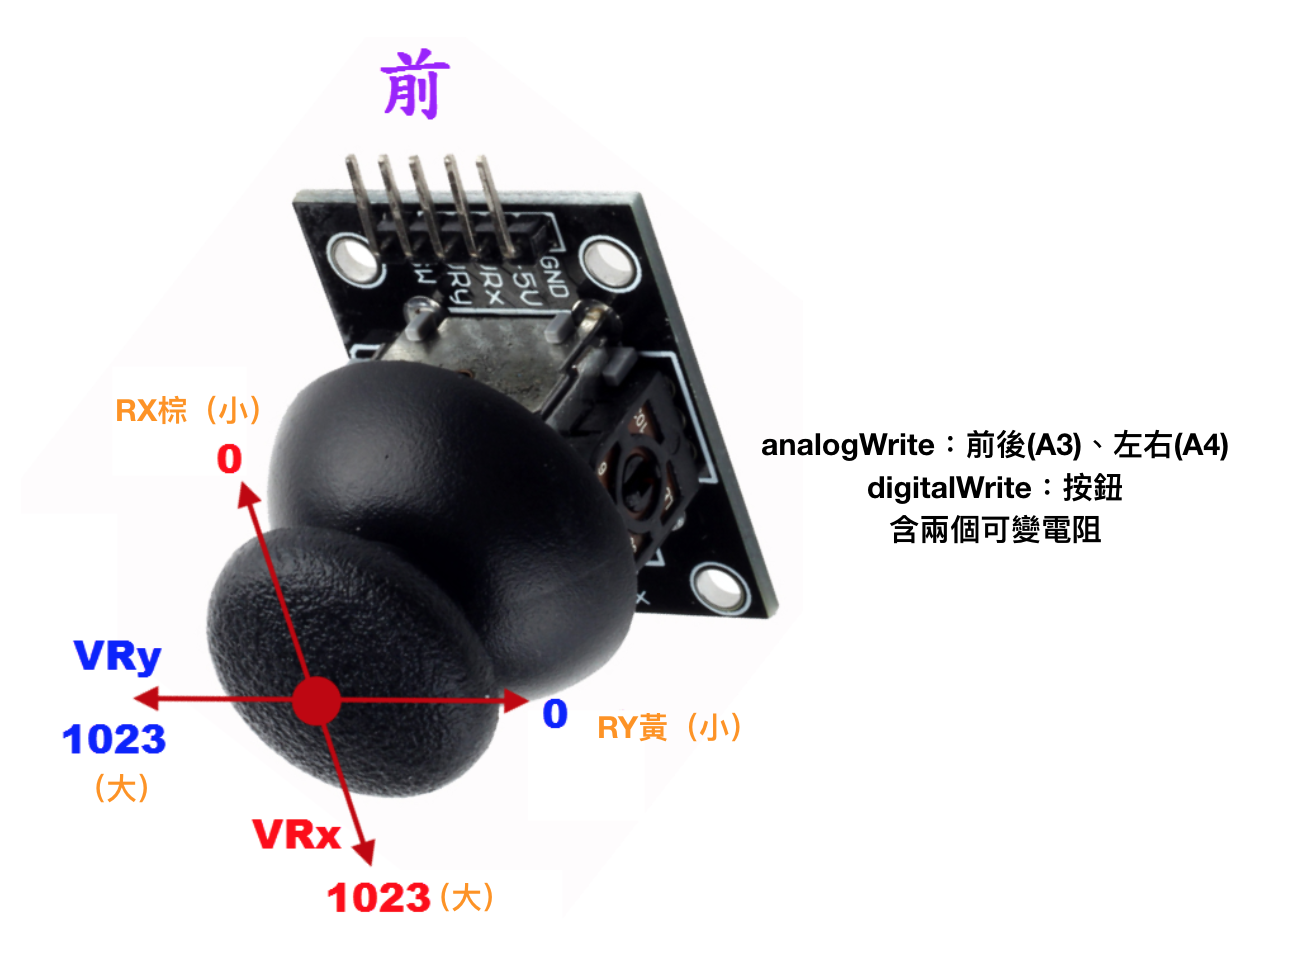 前
GND
+5V
VRx
VRy
SW
RX棕（小）
0
analogWrite：前後(A3)、左右(A4)
digitalWrite：按鈕
含兩個可變電阻
VRy
0
RY黃（小）
1023
（大）
VRx
1023（大）